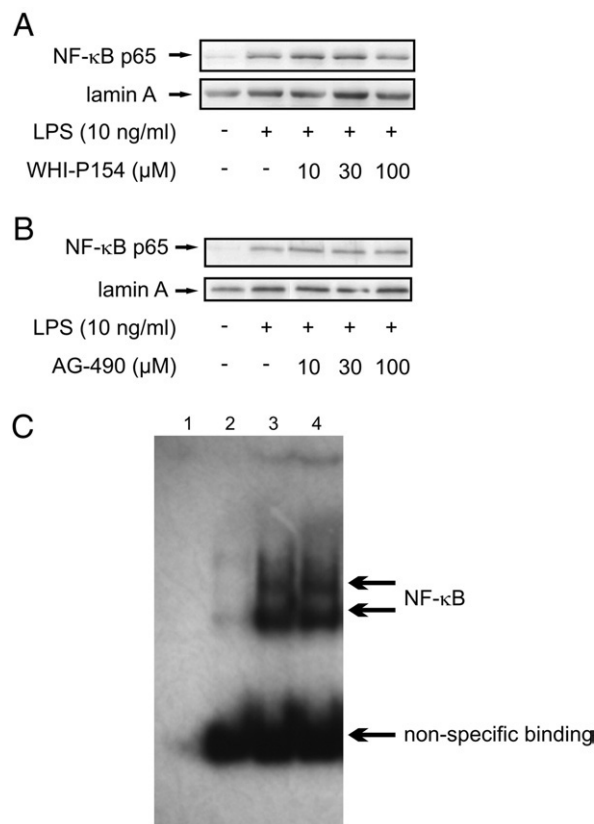 A
NF-κB p65
lamin A
LPS (10 ng/ml) - + + + +
WHI-P154 (μM) - - 10 30 100
B
NF-κB p65
lamin A
LPS (10 ng/ml) - + + + +
AG-490 (μM) - - 10 30 100
C
1 2 3 4
NF-κB
non-specific binding